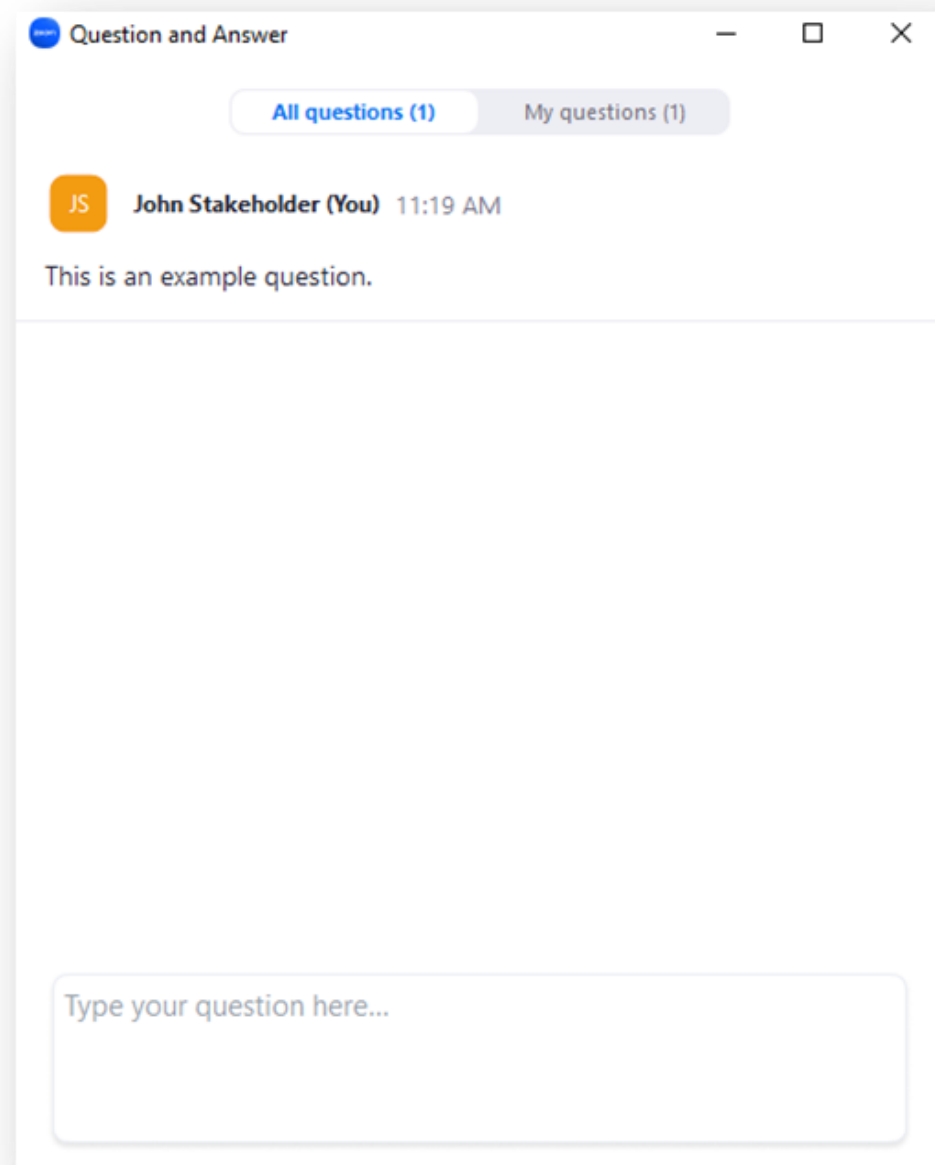 Question and Answer
All questions (1) My questions (1)
JS John Stakeholder (You) 11:19 AM
This is an example question.
Type your question here...